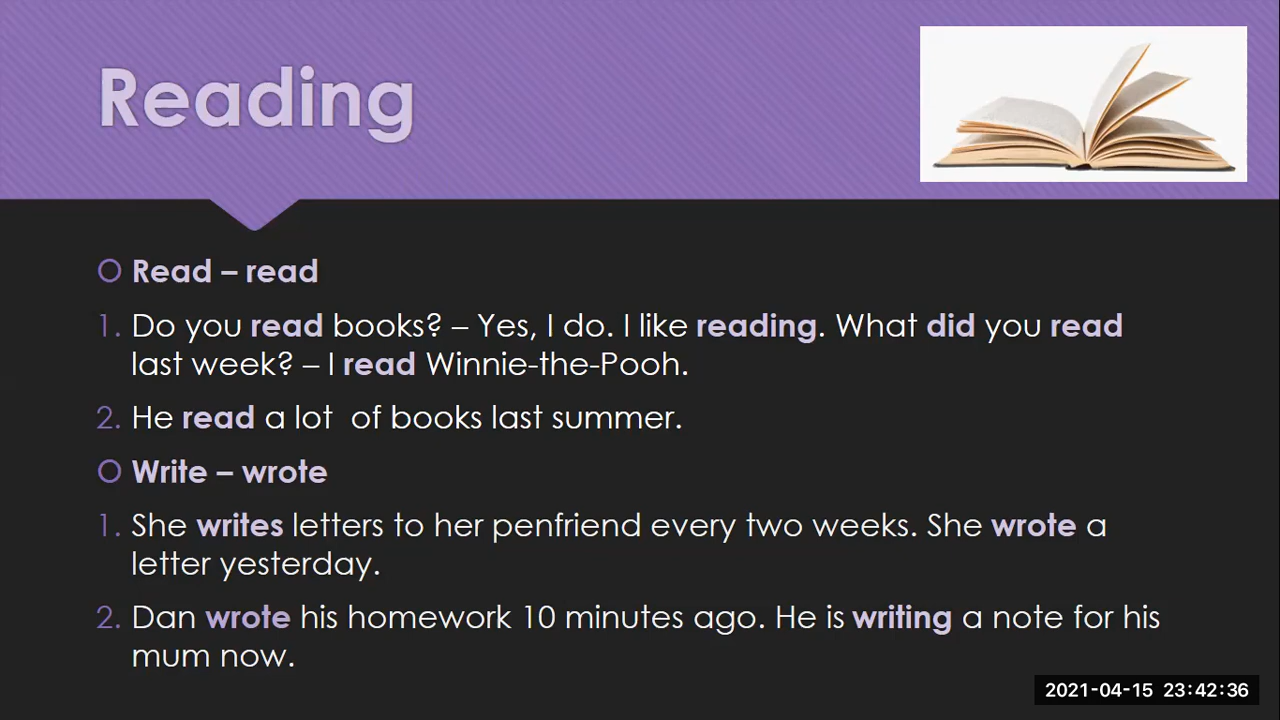 Reading
Read – read
1. Do you read books? – Yes, I do. I like reading. What did you read
last week? – I read Winnie-the-Pooh.
2. He read a lot  of books last summer.
Write – wrote
1. She writes letters to her penfriend every two weeks. She wrote a
letter yesterday.
2. Dan wrote his homework 10 minutes ago. He is writing a note for his
mum now.
2021-04-15 23:42:36